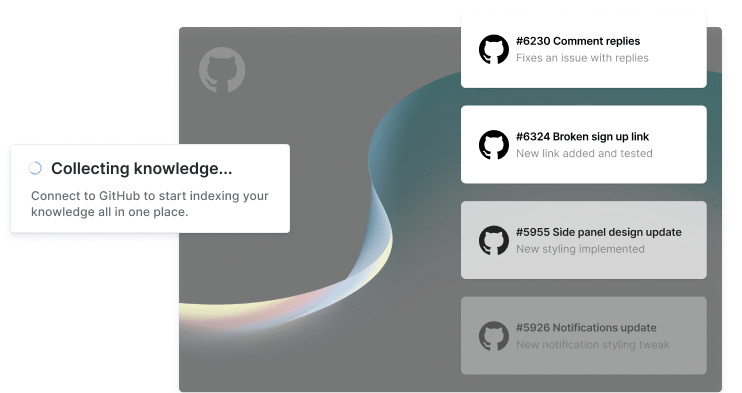 #6230 Comment replies
Fixes an issue with replies
#6324 Broken sign up link
New link added and tested
Collecting knowledge...
Connect to GitHub to start indexing your
knowledge all in one place.
#5955 Side panel design update
New styling implemented
#5926 Notifications update
New notification styling tweak